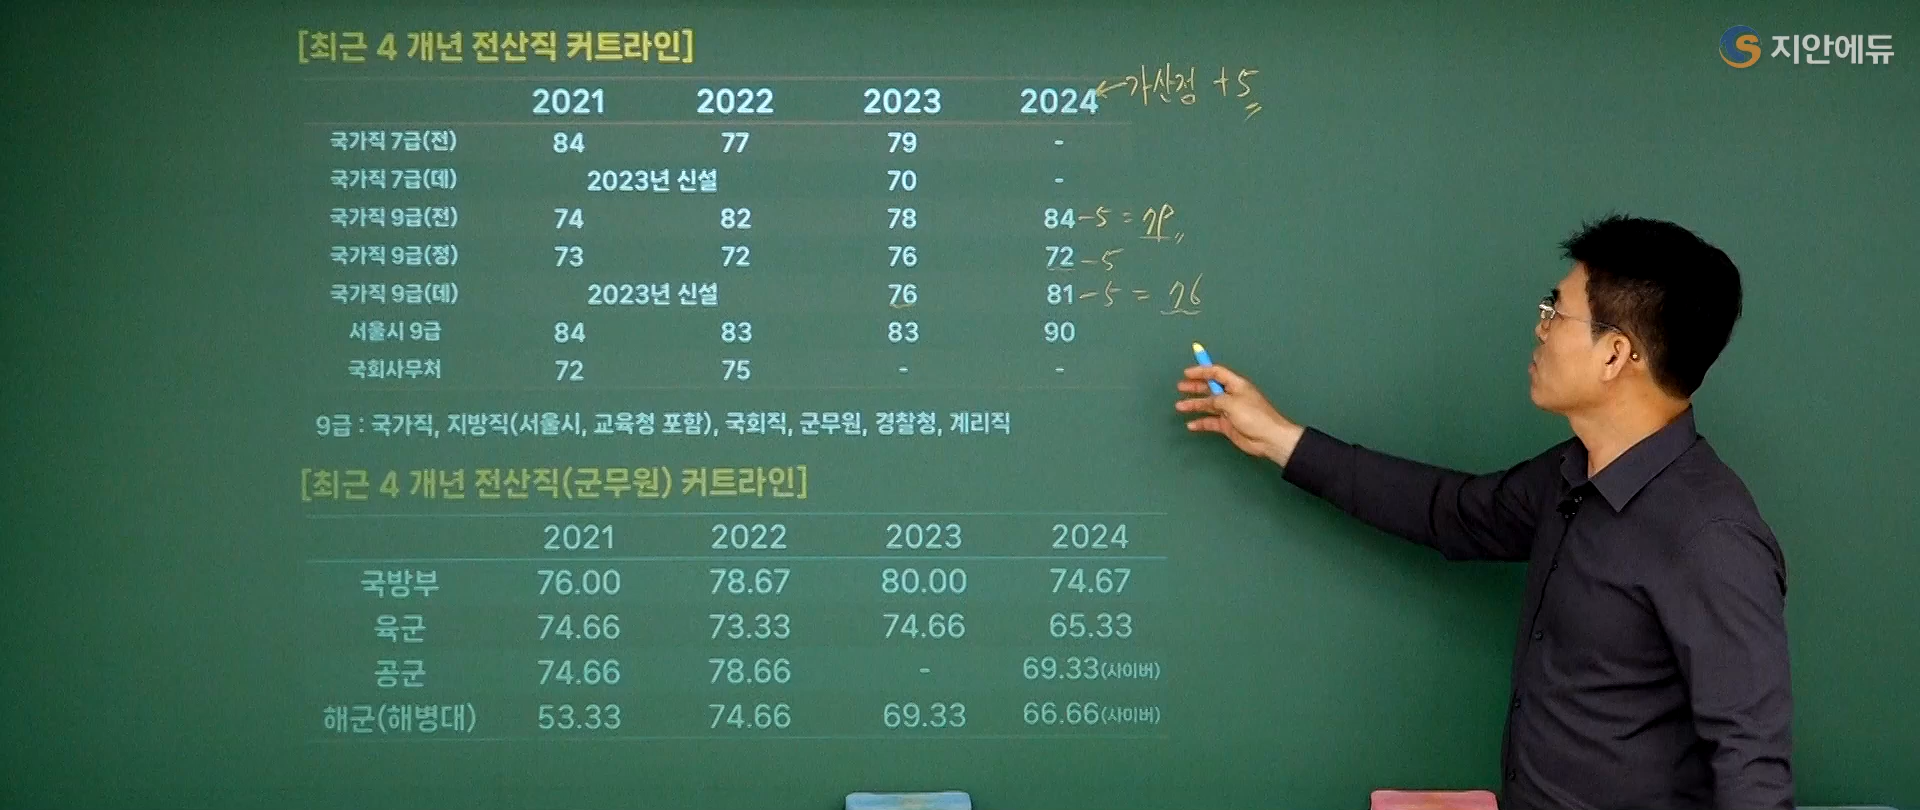 지안에듀
[최근 4 개년 전산직 커트라인]
2021 2022 2023 2024 ← 가산점 +5
국가직 7급(전) 84 77 79 -
국가직 7급(데) 2023년 신설 70 -
국가직 9급(전) 74 82 78 84 -5 = 79
국가직 9급(정) 73 72 76 72 -5
국가직 9급(데) 2023년 신설 76 81 -5 = 76
서울시 9급 84 83 83 90
국회사무처 72 75 - -
9급 : 국가직, 지방직(서울시, 교육청 포함), 국회직, 군무원, 경찰청, 계리직
[최근 4 개년 전산직(군무원) 커트라인]
2021 2022 2023 2024
국방부 76.00 78.67 80.00 74.67
육군 74.66 73.33 74.66 65.33
공군 74.66 78.66 - 69.33(사이버)
해군(해병대) 53.33 74.66 69.33 66.66(사이버)